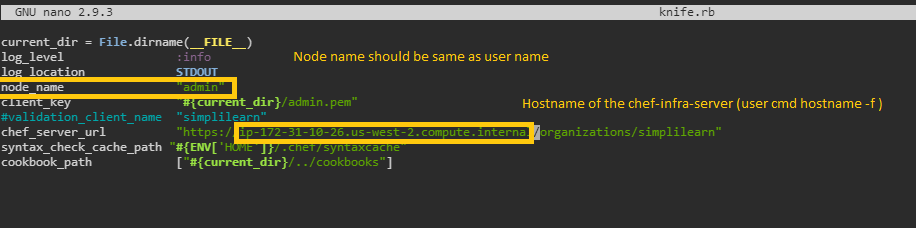 GNU nano 2.9.3 knife.rb
current_dir = File.dirname(__FILE__)
log_level :info Node name should be same as user name
log_location STDOUT
node_name "admin"
client_key "#{current_dir}/admin.pem"
#validation_client_name "simplilearn" Hostname of the chef-infra-server (user cmd hostname -f )
chef_server_url "https://ip-172-31-10-26.us-west-2.compute.internal/organizations/simplilearn"
syntax_check_cache_path "#{ENV['HOME']}/.chef/syntaxcache"
cookbook_path ["#{current_dir}/../cookbooks"]